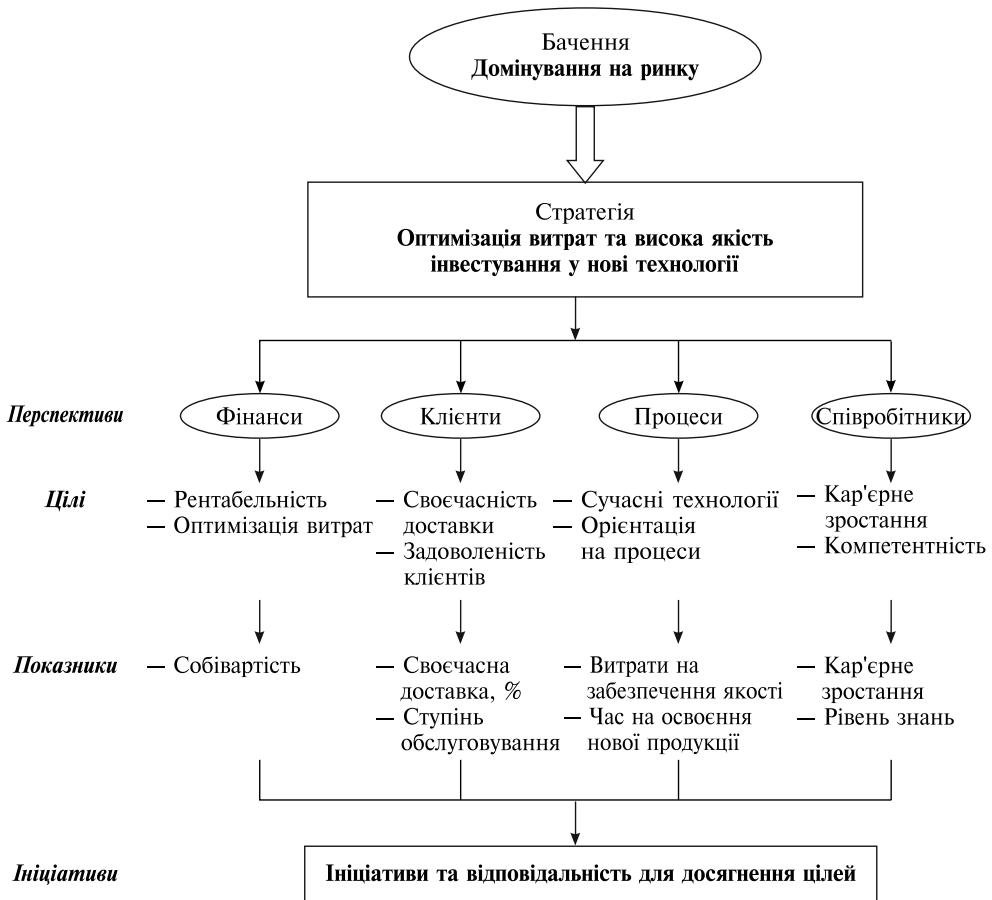 Бачення
Домінування на ринку
Стратегія
Оптимізація витрат та висока якість
інвестування у нові технології
Перспективи
Фінанси
Клієнти
Процеси
Співробітники
Цілі
— Рентабельність
— Оптимізація витрат
— Своєчасність
доставки
— Задоволеність
клієнтів
— Сучасні технології
— Орієнтація
на процеси
— Кар'єрне
зростання
— Компетентність
Показники
— Собівартість
— Своєчасна
доставка, %
— Ступінь
обслуговування
— Витрати на
забезпечення якості
— Час на освоєння
нової продукції
— Кар'єрне
зростання
— Рівень знань
Ініціативи
Ініціативи та відповідальність для досягнення цілей